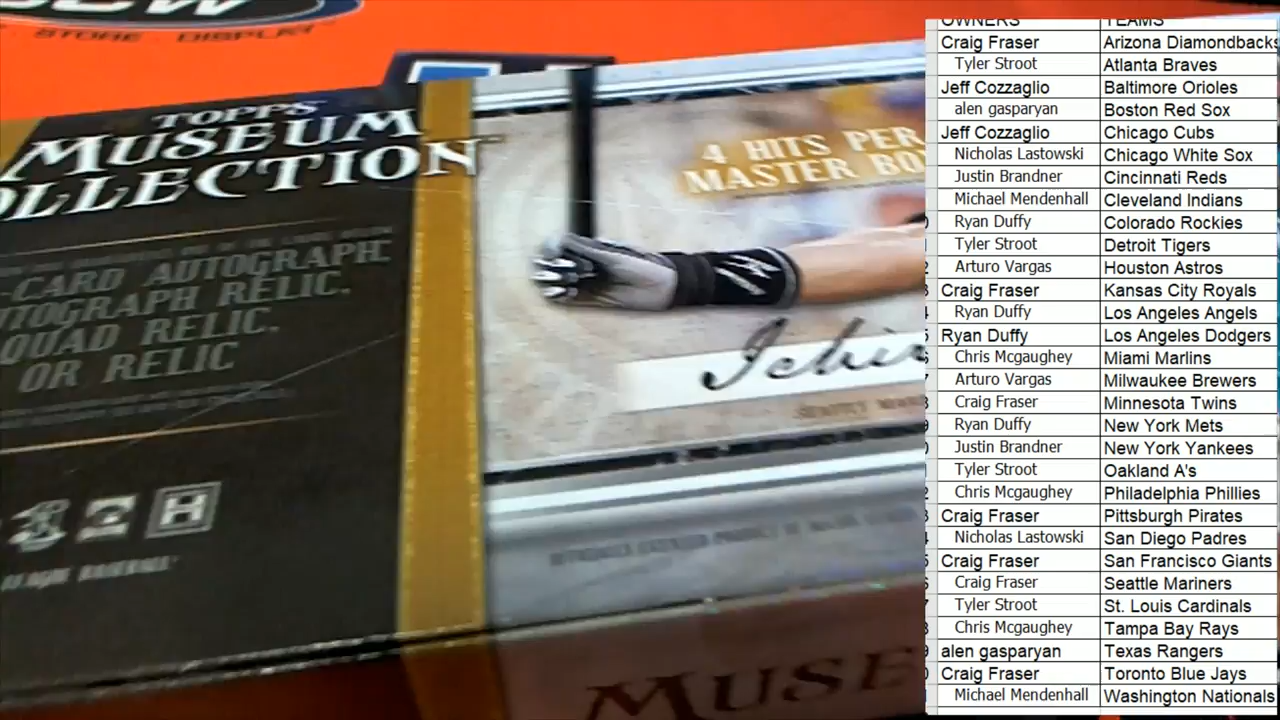 STORE DISPLAY
TOPPS
MUSEUM
OLLECTION
-CARD AUTOGRAPH,
TOGRAPH RELIC,
QUAD RELIC,
OR RELIC
H
4 HITS PER
MASTER BO
Ichir
MUSE
OWNERS TEAMS
Craig Fraser Arizona Diamondbacks
Tyler Stroot Atlanta Braves
Jeff Cozzaglio Baltimore Orioles
alen gasparyan Boston Red Sox
Jeff Cozzaglio Chicago Cubs
Nicholas Lastowski Chicago White Sox
Justin Brandner Cincinnati Reds
Michael Mendenhall Cleveland Indians
Ryan Duffy Colorado Rockies
Tyler Stroot Detroit Tigers
Arturo Vargas Houston Astros
Craig Fraser Kansas City Royals
Ryan Duffy Los Angeles Angels
Ryan Duffy Los Angeles Dodgers
Chris Mcgaughey Miami Marlins
Arturo Vargas Milwaukee Brewers
Craig Fraser Minnesota Twins
Ryan Duffy New York Mets
Justin Brandner New York Yankees
Tyler Stroot Oakland A's
Chris Mcgaughey Philadelphia Phillies
Craig Fraser Pittsburgh Pirates
Nicholas Lastowski San Diego Padres
Craig Fraser San Francisco Giants
Craig Fraser Seattle Mariners
Tyler Stroot St. Louis Cardinals
Chris Mcgaughey Tampa Bay Rays
alen gasparyan Texas Rangers
Craig Fraser Toronto Blue Jays
Michael Mendenhall Washington Nationals